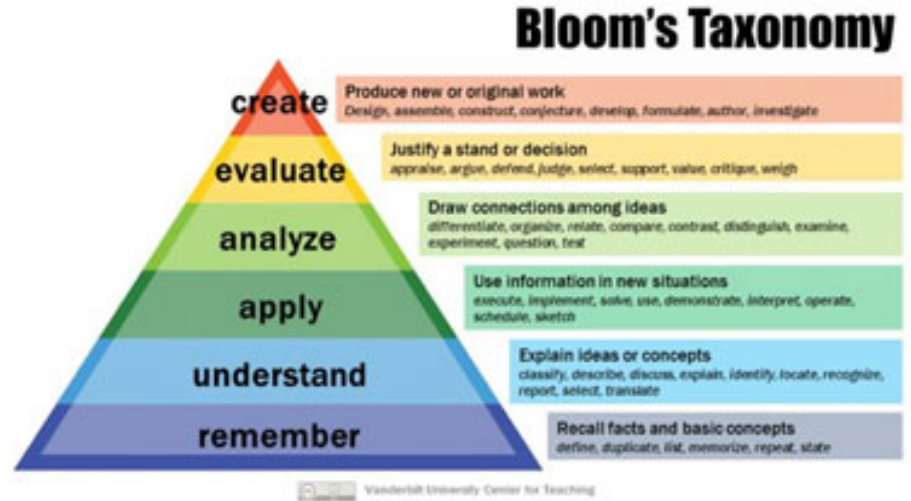 Bloom's Taxonomy
create
Produce new or original work
Design, assemble, construct, conjecture, develop, formulate, author, investigate
evaluate
Justify a stand or decision
appraise, argue, defend, judge, select, support, value, critique, weigh
analyze
Draw connections among ideas
differentiate, organize, relate, compare, contrast, distinguish, examine,
experiment, question, test
apply
Use information in new situations
execute, implement, solve, use, demonstrate, interpret, operate,
schedule, sketch
understand
Explain ideas or concepts
classify, describe, discuss, explain, identify, locate, recognize,
report, select, translate
remember
Recall facts and basic concepts
define, duplicate, list, memorize, repeat, state
Vanderbilt University Center for Teaching